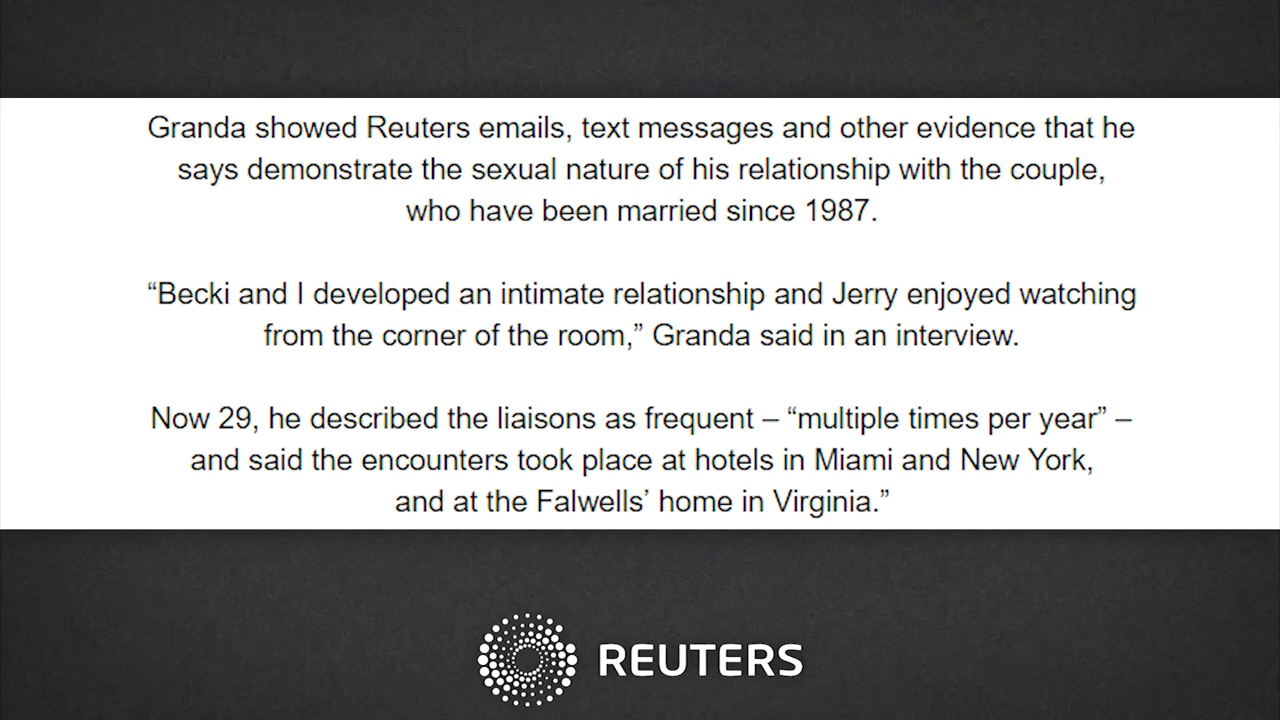 Granda showed Reuters emails, text messages and other evidence that he
says demonstrate the sexual nature of his relationship with the couple,
who have been married since 1987.
“Becki and I developed an intimate relationship and Jerry enjoyed watching
from the corner of the room,” Granda said in an interview.
Now 29, he described the liaisons as frequent – “multiple times per year” –
and said the encounters took place at hotels in Miami and New York,
and at the Falwells’ home in Virginia.”
REUTERS